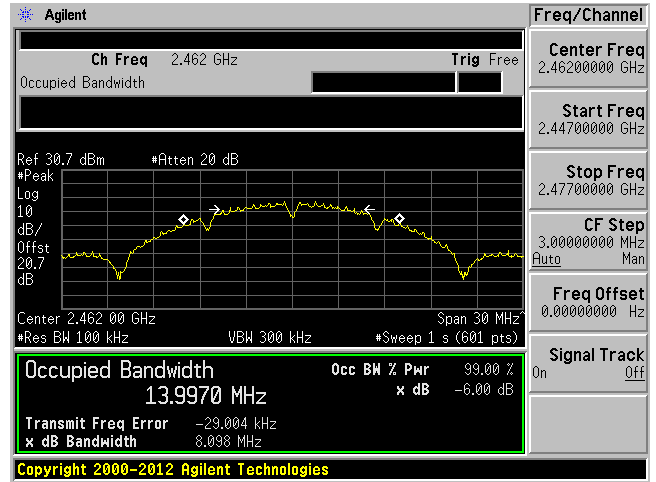 Agilent
Freq/Channel
Ch Freq 2.462 GHz Trig Free
Occupied Bandwidth
Center Freq
2.46200000 GHz
Start Freq
2.44700000 GHz
Stop Freq
2.47700000 GHz
CF Step
3.00000000 MHz
Auto Man
Freq Offset
0.00000000 Hz
Signal Track
On Off
Ref 30.7 dBm #Atten 20 dB
#Peak
Log
10
dB/
Offst
20.7
dB
Center 2.462 00 GHz Span 30 MHz^
#Res BW 100 kHz VBW 300 kHz #Sweep 1 s (601 pts)
Occupied Bandwidth Occ BW % Pwr 99.00 %
13.9970 MHz x dB -6.00 dB
Transmit Freq Error -29.004 kHz
x dB Bandwidth 8.098 MHz
Copyright 2000-2012 Agilent Technologies